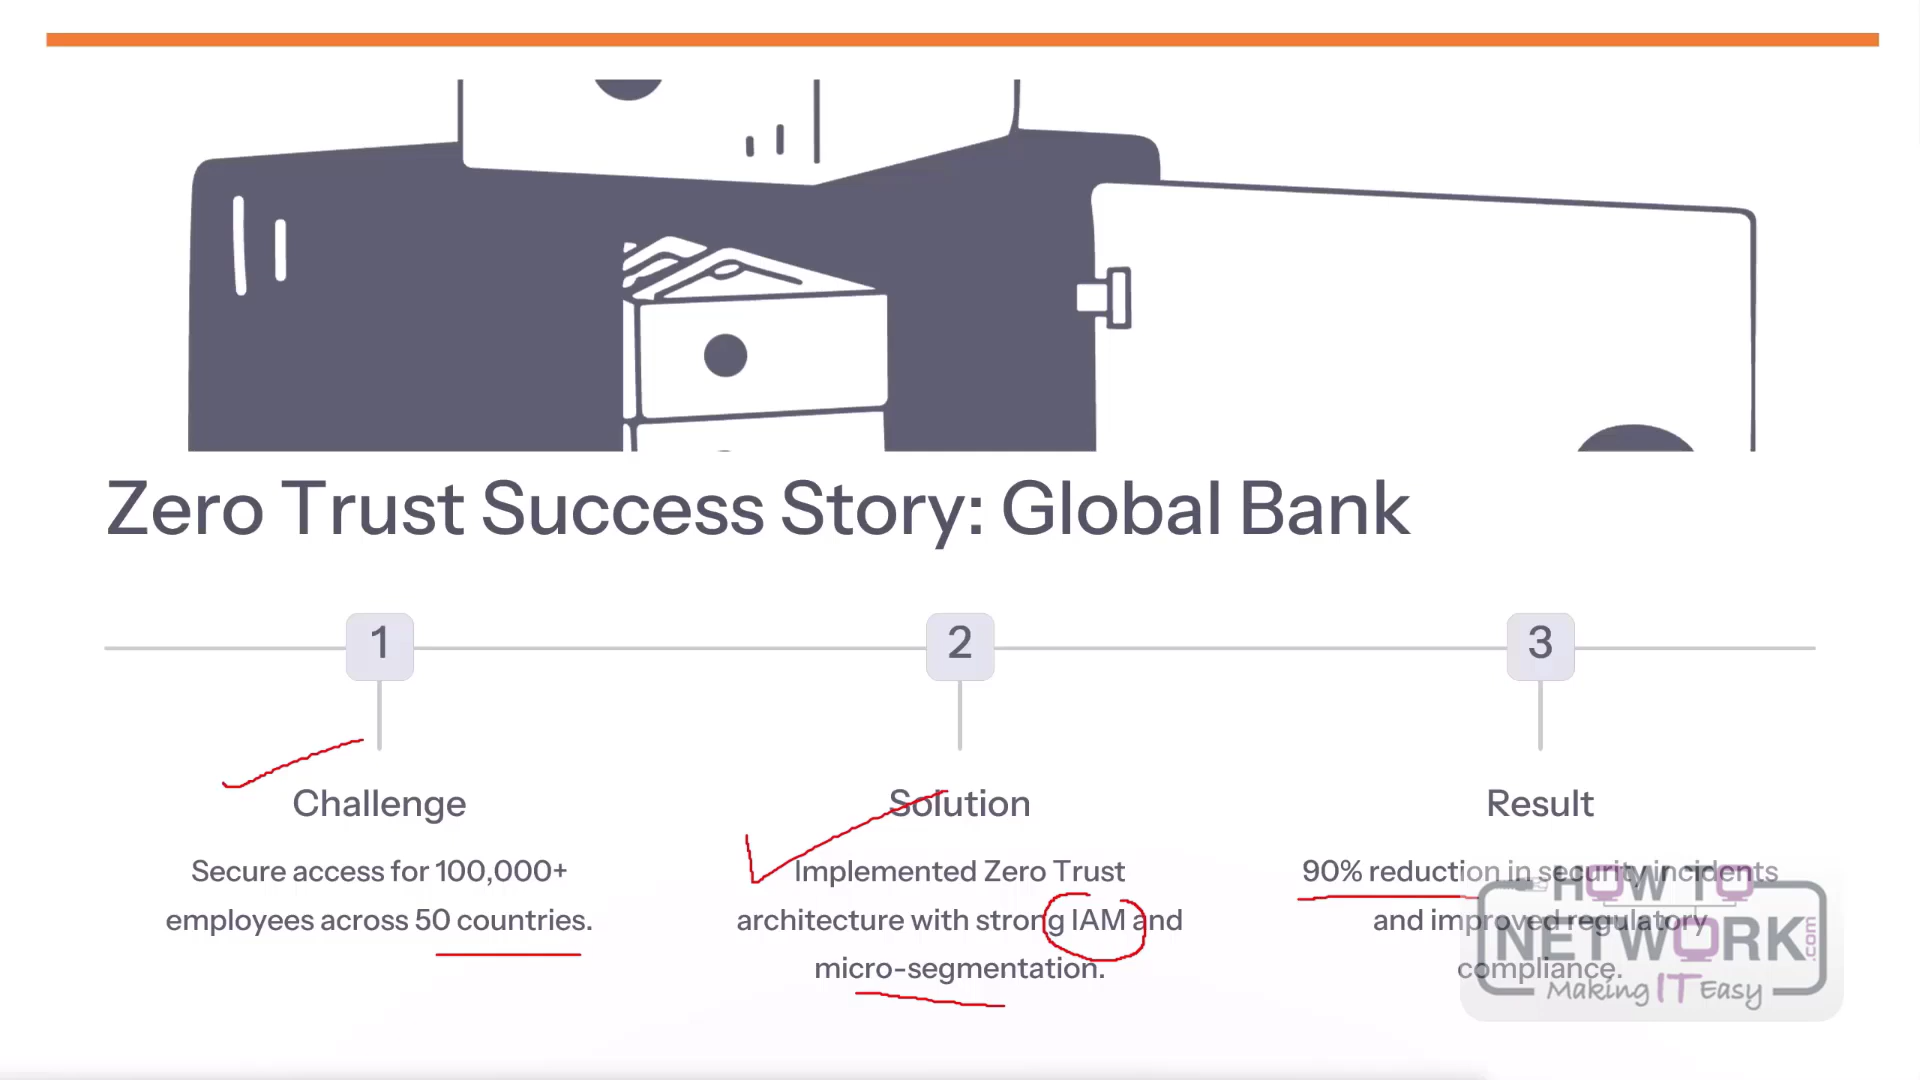 Zero Trust Success Story: Global Bank
1
2
3
Challenge
Secure access for 100,000+
employees across 50 countries.
Solution
Implemented Zero Trust
architecture with strong IAM and
micro-segmentation.
Result
90% reduction in security incidents
and improved regulatory
compliance.
HOW TO
NETWORK.com
Making IT Easy